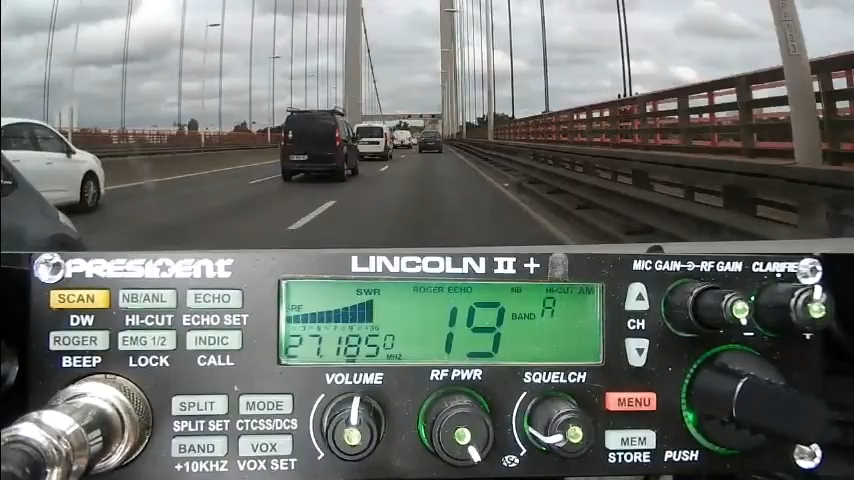 PRESIDENT
LINCOLN II +
MIC GAIN RF GAIN CLARIFIER
SCAN NB/ANL ECHO
DW HI-CUT ECHO SET
ROGER EMG 1/2 INDIC
BEEP LOCK CALL
SWR ROGER ECHO NB HI-CUT AM
19 BAND A
27.1850 MHZ
CH
VOLUME RF PWR SQUELCH
SPLIT MODE
SPLIT SET CTCSS/DCS
BAND VOX
+10KHZ VOX SET
ASC
MENU
MEM
STORE PUSH
- +